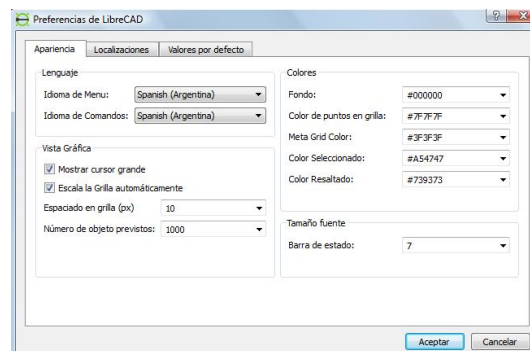 Preferencias de LibreCAD
Apariencia Localizaciones Valores por defecto
Lenguaje
Idioma de Menu: Spanish (Argentina)
Idioma de Comandos: Spanish (Argentina)
Vista Gráfica
Mostrar cursor grande
Escala la Grilla automáticamente
Espaciado en grilla (px) 10
Número de objeto previstos: 1000
Colores
Fondo: #000000
Color de puntos en grilla: #7F7F7F
Meta Grid Color: #3F3F3F
Color Seleccionado: #A54747
Color Resaltado: #739373
Tamaño fuente
Barra de estado: 7
Aceptar Cancelar